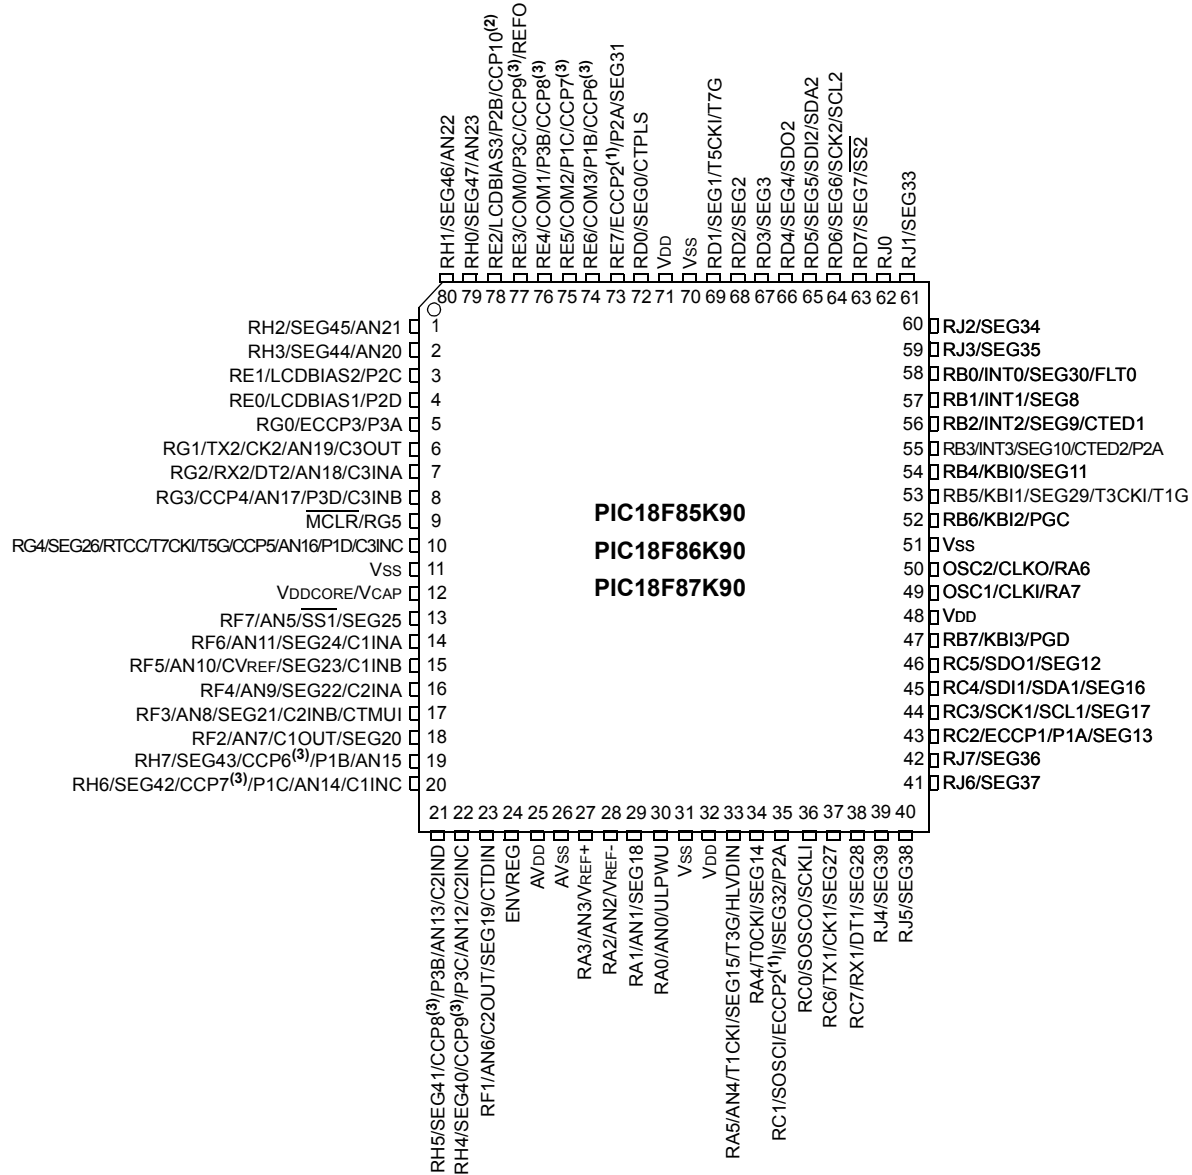 RH1/SEG46/AN22
RH0/SEG47/AN23
RE2/LCDBIAS3/P2B/CCP10(2)
RE3/COM0/P3C/CCP9(3)/REFO
RE4/COM1/P3B/CCP8(3)
RE5/COM2/P1C/CCP7(3)
RE6/COM3/P1B/CCP6(3)
RE7/ECCP2(1)/P2A/SEG31
RD0/SEG0/CTPLS
VDD
VSS
RD1/SEG1/T5CKI/T7G
RD2/SEG2
RD3/SEG3
RD4/SEG4/SDO2
RD5/SEG5/SDI2/SDA2
RD6/SEG6/SCK2/SCL2
RD7/SEG7/SS2
RJ0
RJ1/SEG33
80 79 78 77 76 75 74 73 72 71 70 69 68 67 66 65 64 63 62 61
RH2/SEG45/AN21 1
RH3/SEG44/AN20 2
RE1/LCDBIAS2/P2C 3
RE0/LCDBIAS1/P2D 4
RG0/ECCP3/P3A 5
RG1/TX2/CK2/AN19/C3OUT 6
RG2/RX2/DT2/AN18/C3INA 7
RG3/CCP4/AN17/P3D/C3INB 8
MCLR/RG5 9
RG4/SEG26/RTCC/T7CKI/T5G/CCP5/AN16/P1D/C3INC 10
VSS 11
VDDCORE/VCAP 12
RF7/AN5/SS1/SEG25 13
RF6/AN11/SEG24/C1INA 14
RF5/AN10/CVREF/SEG23/C1INB 15
RF4/AN9/SEG22/C2INA 16
RF3/AN8/SEG21/C2INB/CTMUI 17
RF2/AN7/C1OUT/SEG20 18
RH7/SEG43/CCP6(3)/P1B/AN15 19
RH6/SEG42/CCP7(3)/P1C/AN14/C1INC 20
PIC18F85K90
PIC18F86K90
PIC18F87K90
60 RJ2/SEG34
59 RJ3/SEG35
58 RB0/INT0/SEG30/FLT0
57 RB1/INT1/SEG8
56 RB2/INT2/SEG9/CTED1
55 RB3/INT3/SEG10/CTED2/P2A
54 RB4/KBI0/SEG11
53 RB5/KBI1/SEG29/T3CKI/T1G
52 RB6/KBI2/PGC
51 VSS
50 OSC2/CLKO/RA6
49 OSC1/CLKI/RA7
48 VDD
47 RB7/KBI3/PGD
46 RC5/SDO1/SEG12
45 RC4/SDI1/SDA1/SEG16
44 RC3/SCK1/SCL1/SEG17
43 RC2/ECCP1/P1A/SEG13
42 RJ7/SEG36
41 RJ6/SEG37
21 22 23 24 25 26 27 28 29 30 31 32 33 34 35 36 37 38 39 40
RH5/SEG41/CCP8(3)/P3B/AN13/C2IND
RH4/SEG40/CCP9(3)/P3C/AN12/C2INC
RF1/AN6/C2OUT/SEG19/CTDIN
ENVREG
AVDD
AVSS
RA3/AN3/VREF+
RA2/AN2/VREF-
RA1/AN1/SEG18
RA0/AN0/ULPWU
VSS
VDD
RA5/AN4/T1CKI/SEG15/T3G/HLVDIN
RA4/T0CKI/SEG14
RC1/SOSCI/ECCP2(1)I/SEG32/P2A
RC0/SOSCO/SCKLI
RC6/TX1/CK1/SEG27
RC7/RX1/DT1/SEG28
RJ4/SEG39
RJ5/SEG38